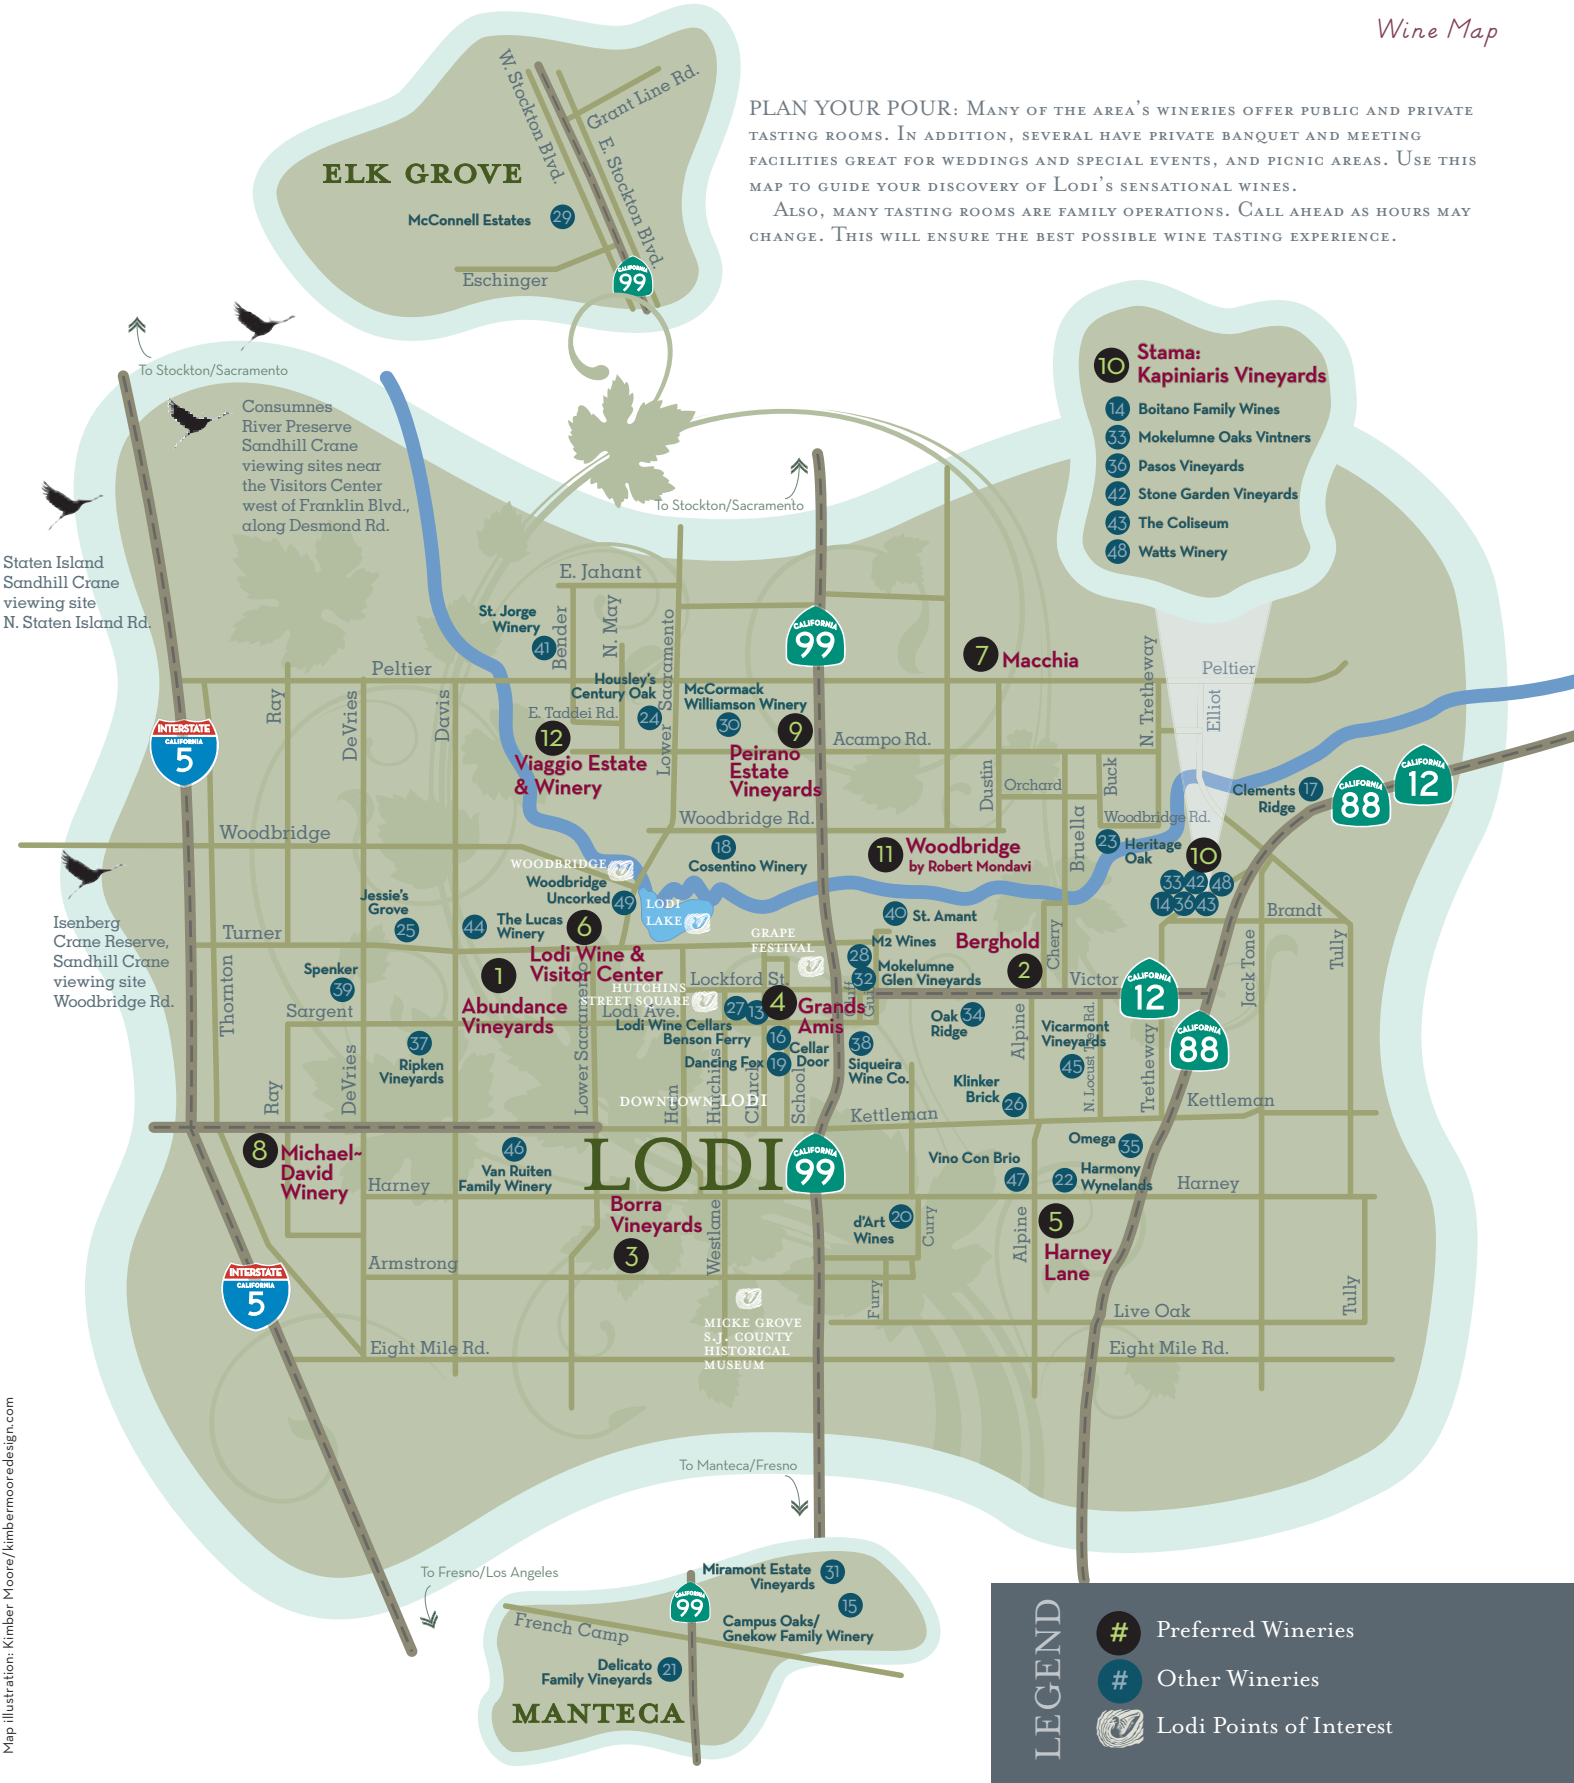 Wine Map
PLAN YOUR POUR: Many of the area's wineries offer public and private
tasting rooms. In addition, several have private banquet and meeting
facilities great for weddings and special events, and picnic areas. Use this
map to guide your discovery of Lodi's sensational wines.
Also, many tasting rooms are family operations. Call ahead as hours may
change. This will ensure the best possible wine tasting experience.
ELK GROVE
W. Stockton Blvd.
Grant Line Rd.
E. Stockton Blvd.
McConnell Estates 29
Eschinger
CALIFORNIA
99
To Stockton/Sacramento
Consumnes
River Preserve
Sandhill Crane
viewing sites near
the Visitors Center
west of Franklin Blvd.,
along Desmond Rd.
Staten Island
Sandhill Crane
viewing site
N. Staten Island Rd.
To Stockton/Sacramento
10 Stama:
Kapiniaris Vineyards
14 Boitano Family Wines
33 Mokelumne Oaks Vintners
36 Pasos Vineyards
42 Stone Garden Vineyards
43 The Coliseum
48 Watts Winery
E. Jahant
St. Jorge
Winery
41
Bender
N. May
Lower Sacramento
CALIFORNIA
99
7 Macchia
N. Tretheway
Peltier
Peltier
Elliot
Ray
DeVries
Davis
Housley's
Century Oak
24
E. Taddei Rd.
McCormack
Williamson Winery
30
9
Peirano
Estate
Vineyards
12
Viaggio Estate
& Winery
Acampo Rd.
INTERSTATE
CALIFORNIA
5
Dustin
Orchard
Buck
Bruella
Woodbridge Rd.
Clements
Ridge
17
CALIFORNIA
88
CALIFORNIA
12
Woodbridge
Woodbridge Rd.
18
Cosentino Winery
11 Woodbridge
by Robert Mondavi
23 Heritage
Oak
10
33 42 48
14 36 43
WOODBRIDGE
Woodbridge
Uncorked
49
LODI
LAKE
Jessie's
Grove
25
44 The Lucas
Winery
6
Lodi Wine &
Visitor Center
Isenberg
Crane Reserve,
Sandhill Crane
viewing site
Woodbridge Rd.
Turner
GRAPE
FESTIVAL
40 St. Amant
M2 Wines
28
32
Mokelumne
Glen Vineyards
Berghold
2
Cherry
Victor
Brandt
Tully
Jack Tone
CALIFORNIA
12
CALIFORNIA
88
Thornton
Spenker
39
Sargent
1
Abundance
Vineyards
HUTCHINS
STREET SQUARE
Lockford St.
Lodi Ave.
27 13
4 Grands
Amis
Lodi Wine Cellars
Benson Ferry
16
Cellar
Door
Dancing Fox 19
Guild
Oak
Ridge
34
38
Siqueira
Wine Co.
Alpine
Vicarmont
Vineyards
45
N. Locust Tree Rd.
Tretheway
Klinker
Brick
26
37
Ripken
Vineyards
Ray
DeVries
Lower Sacramento
Ham
Hutchins
Church
School
DOWNTOWN LODI
Kettleman
Kettleman
LODI
CALIFORNIA
99
8 Michael~
David
Winery
46
Van Ruiten
Family Winery
Harney
Omega 35
Vino Con Brio
47
22 Harmony
Wynelands
Harney
Borra
Vineyards
3
Westlane
d'Art
Wines
20
Curry
Alpine
5
Harney
Lane
INTERSTATE
CALIFORNIA
5
Armstrong
Furry
Live Oak
Tully
MICKE GROVE
S.J. COUNTY
HISTORICAL
MUSEUM
Eight Mile Rd.
Eight Mile Rd.
To Manteca/Fresno
To Fresno/Los Angeles
Miramont Estate
Vineyards
31
15
Campus Oaks/
Gnekow Family Winery
CALIFORNIA
99
French Camp
Delicato
Family Vineyards
21
MANTECA
LEGEND
# Preferred Wineries
# Other Wineries
Lodi Points of Interest
Map illustration: Kimber Moore/kimbermooredesign.com